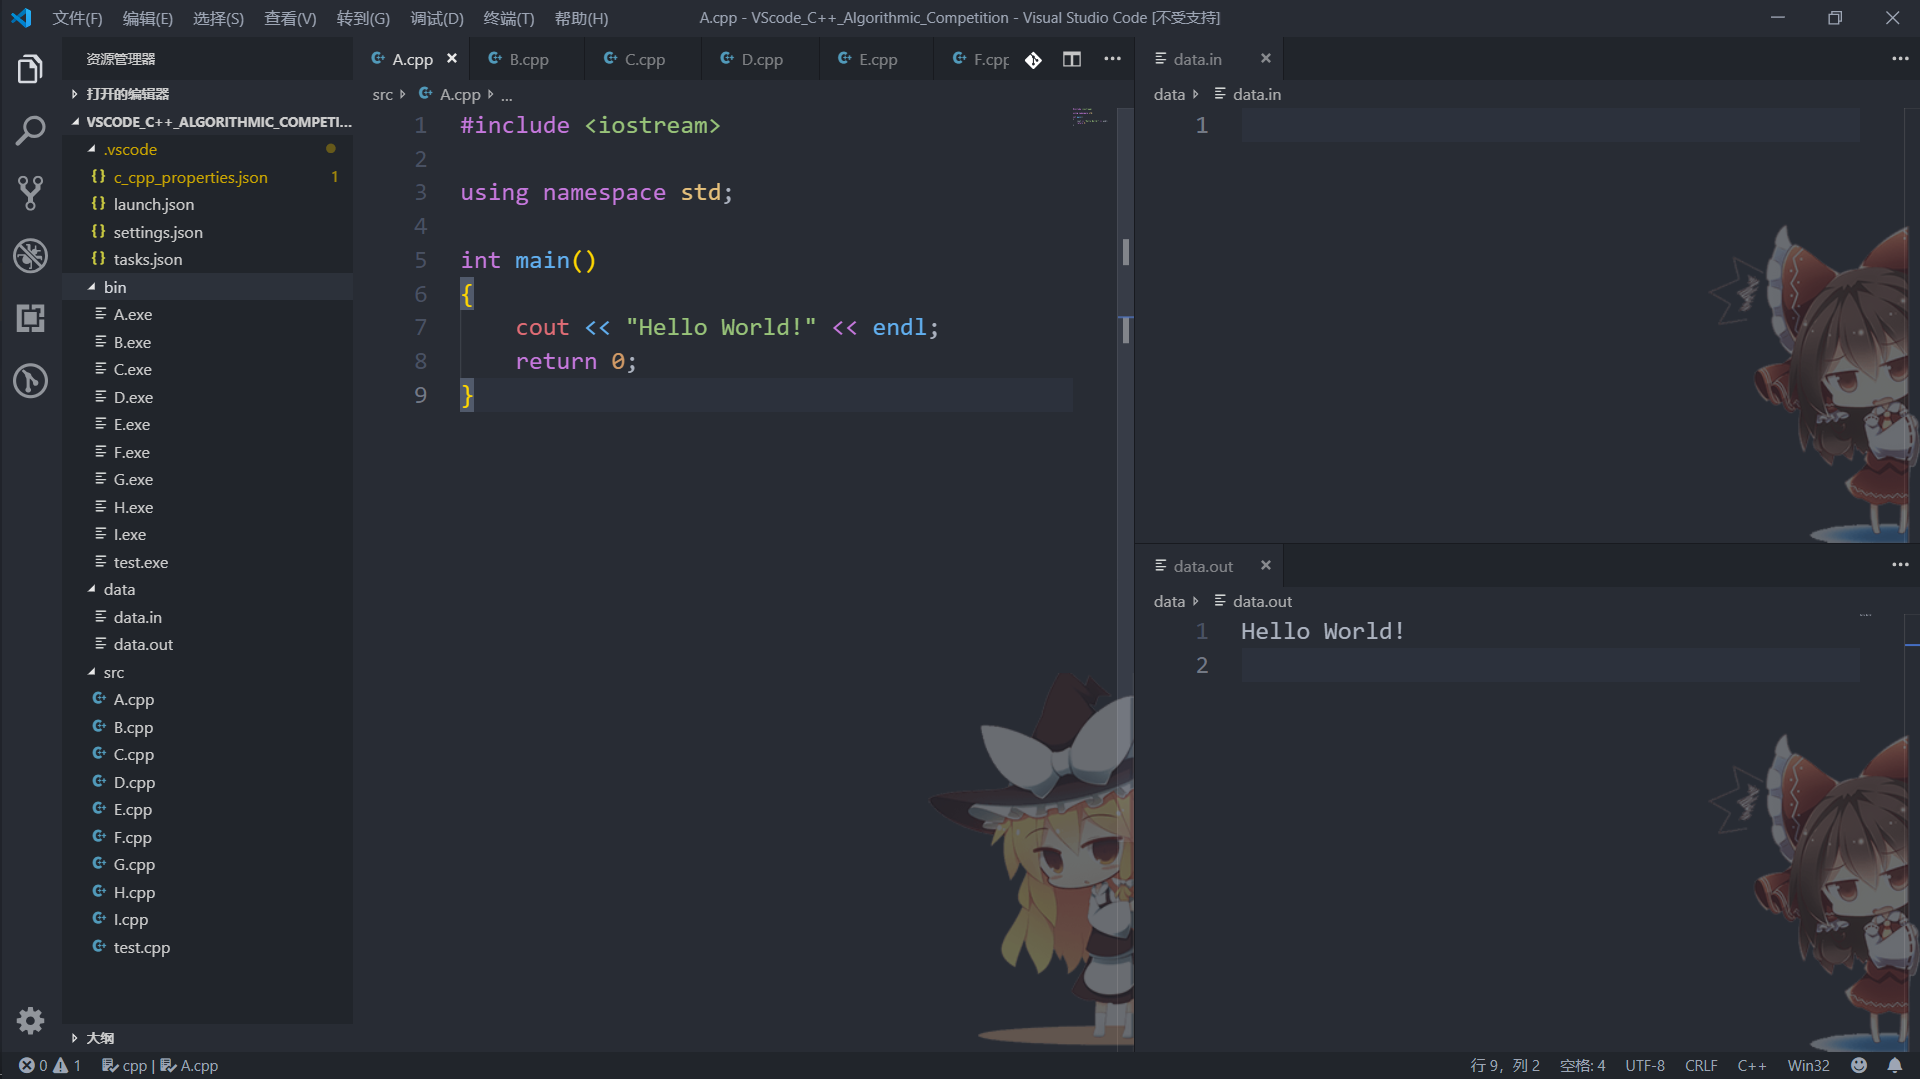 文件(F) 编辑(E) 选择(S) 查看(V) 转到(G) 调试(D) 终端(T) 帮助(H) A.cpp - VScode_C++_Algorithmic_Competition - Visual Studio Code [不受支持]
资源管理器
打开的编辑器
VSCODE_C++_ALGORITHMIC_COMPETI...
.vscode
c_cpp_properties.json 1
launch.json
settings.json
tasks.json
bin
A.exe
B.exe
C.exe
D.exe
E.exe
F.exe
G.exe
H.exe
I.exe
test.exe
data
data.in
data.out
src
A.cpp
B.cpp
C.cpp
D.cpp
E.cpp
F.cpp
G.cpp
H.cpp
I.cpp
test.cpp
大纲
A.cpp B.cpp C.cpp D.cpp E.cpp F.cpp
src A.cpp ...
1 #include <iostream>
2
3 using namespace std;
4
5 int main()
6 {
7 cout << "Hello World!" << endl;
8 return 0;
9 }
data.in
data data.in
1
data.out
data data.out
1 Hello World!
2
0 1 cpp | A.cpp 行 9，列 2 空格: 4 UTF-8 CRLF C++ Win32